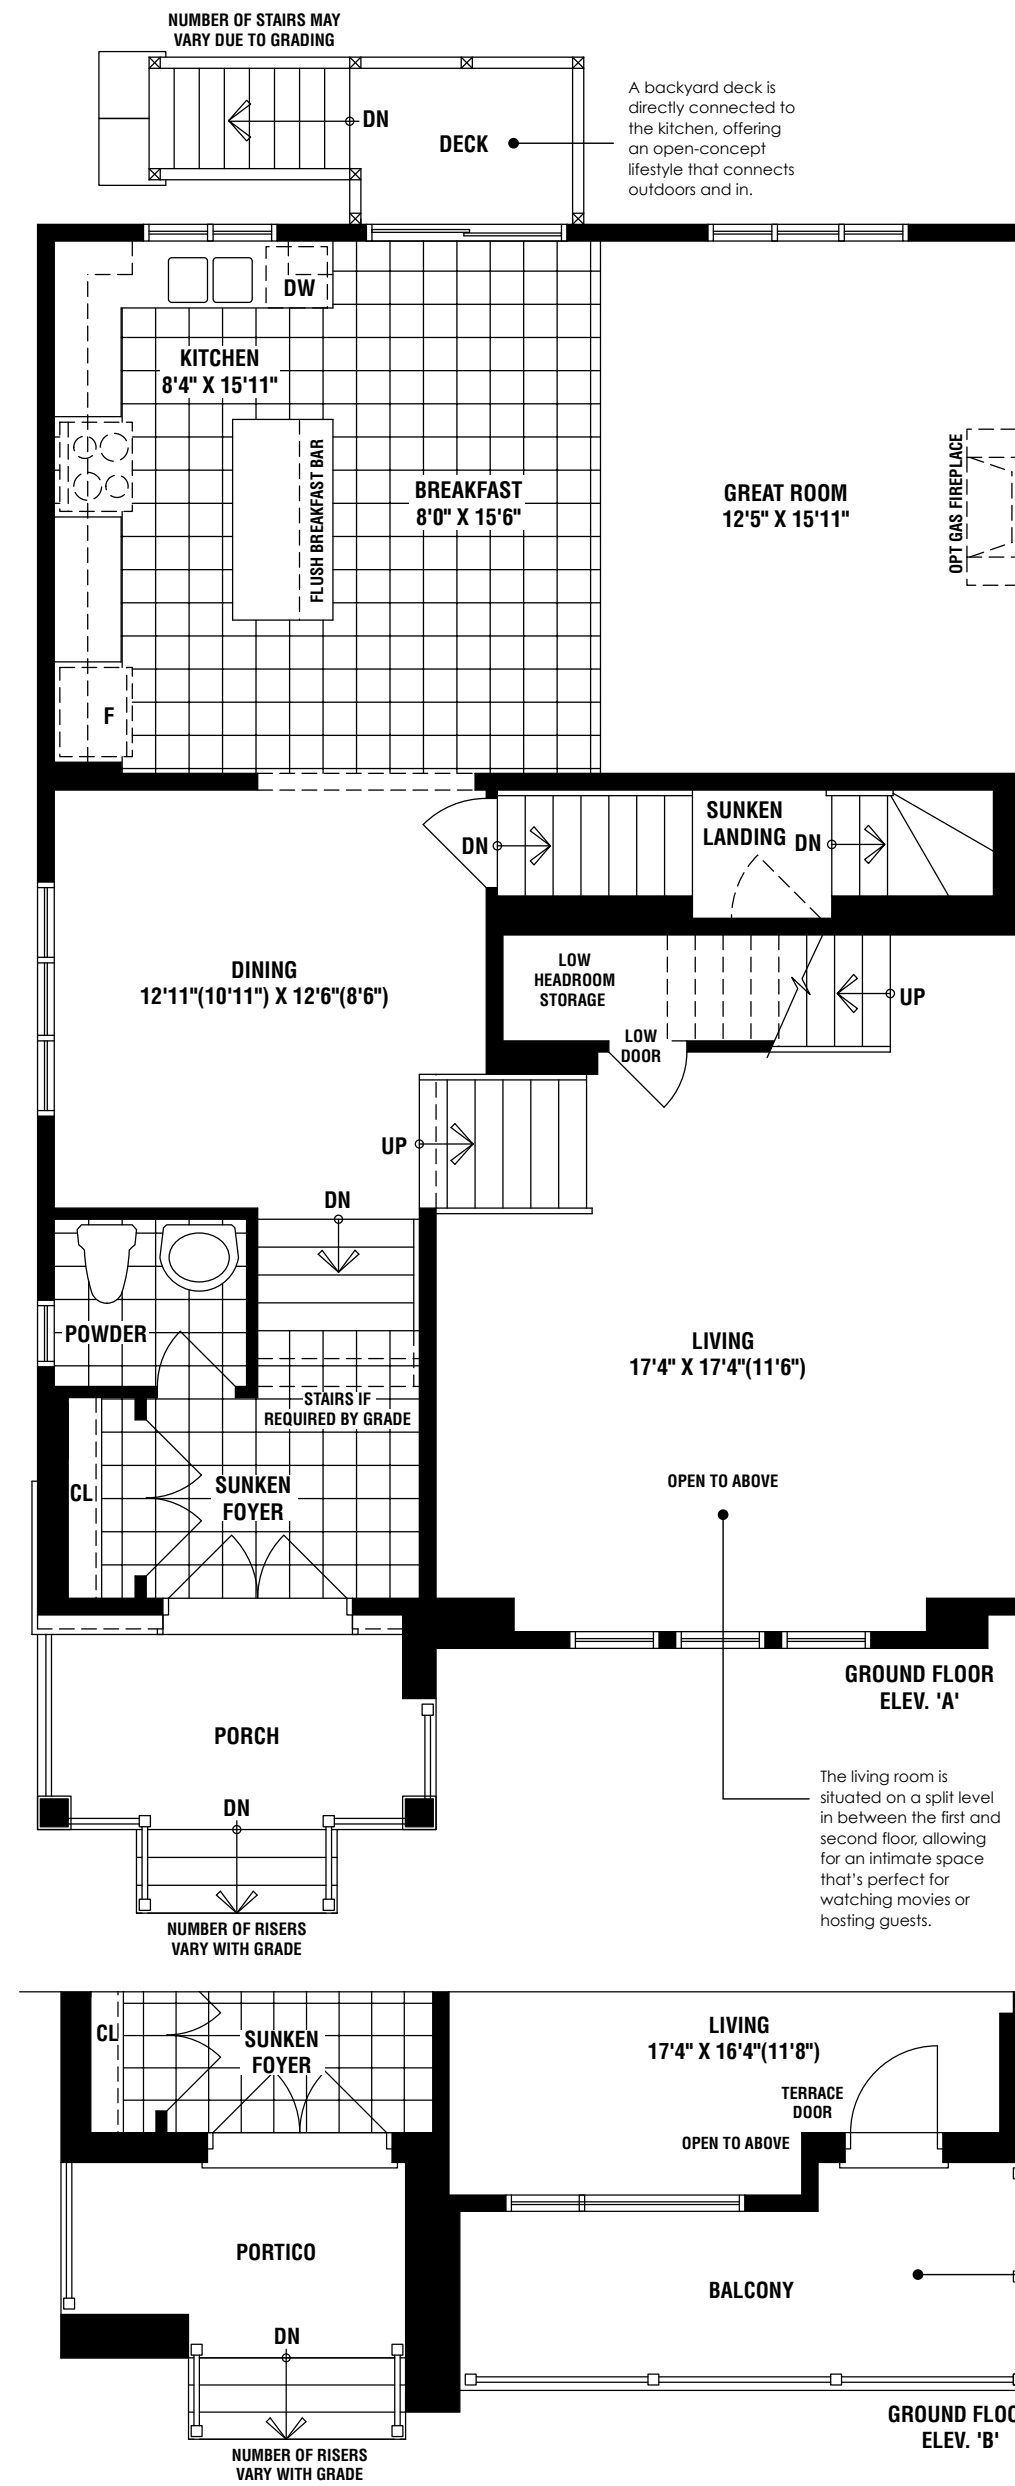 NUMBER OF STAIRS MAY
VARY DUE TO GRADING
DN
DECK
A backyard deck is
directly connected to
the kitchen, offering
an open-concept
lifestyle that connects
outdoors and in.
DW
KITCHEN
8'4" X 15'11"
FLUSH BREAKFAST BAR
BREAKFAST
8'0" X 15'6"
GREAT ROOM
12'5" X 15'11"
OPT GAS FIREPLACE
F
DN
SUNKEN
LANDING
DN
DINING
12'11"(10'11") X 12'6"(8'6")
LOW
HEADROOM
STORAGE
UP
LOW
DOOR
UP
DN
POWDER
LIVING
17'4" X 17'4"(11'6")
STAIRS IF
REQUIRED BY GRADE
CL
SUNKEN
FOYER
OPEN TO ABOVE
GROUND FLOOR
ELEV. 'A'
PORCH
DN
The living room is
situated on a split level
in between the first and
second floor, allowing
for an intimate space
that's perfect for
watching movies or
hosting guests.
NUMBER OF RISERS
VARY WITH GRADE
CL
SUNKEN
FOYER
LIVING
17'4" X 16'4"(11'8")
TERRACE
DOOR
OPEN TO ABOVE
PORTICO
BALCONY
DN
GROUND FLOO
ELEV. 'B'
NUMBER OF RISERS
VARY WITH GRADE